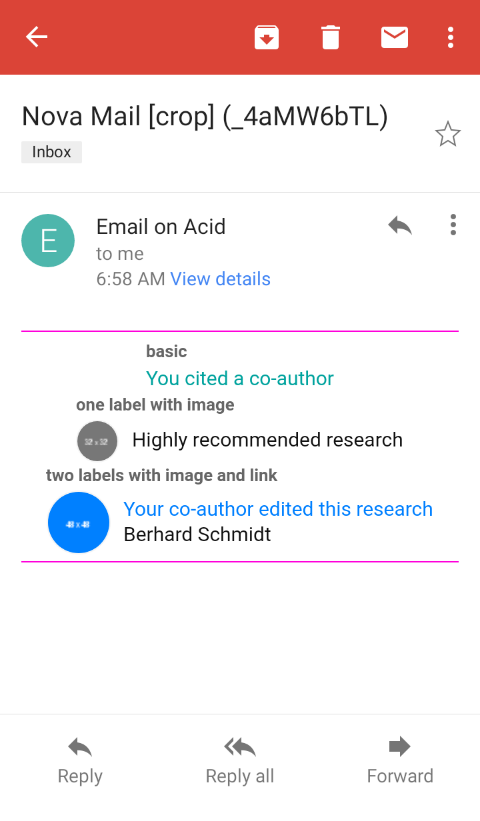 Nova Mail [crop] (_4aMW6bTL)
Inbox
E
Email on Acid
to me
6:58 AM View details
basic
You cited a co-author
one label with image
32 x 32
Highly recommended research
two labels with image and link
48 x 48
Your co-author edited this research
Berhard Schmidt
Reply
Reply all
Forward